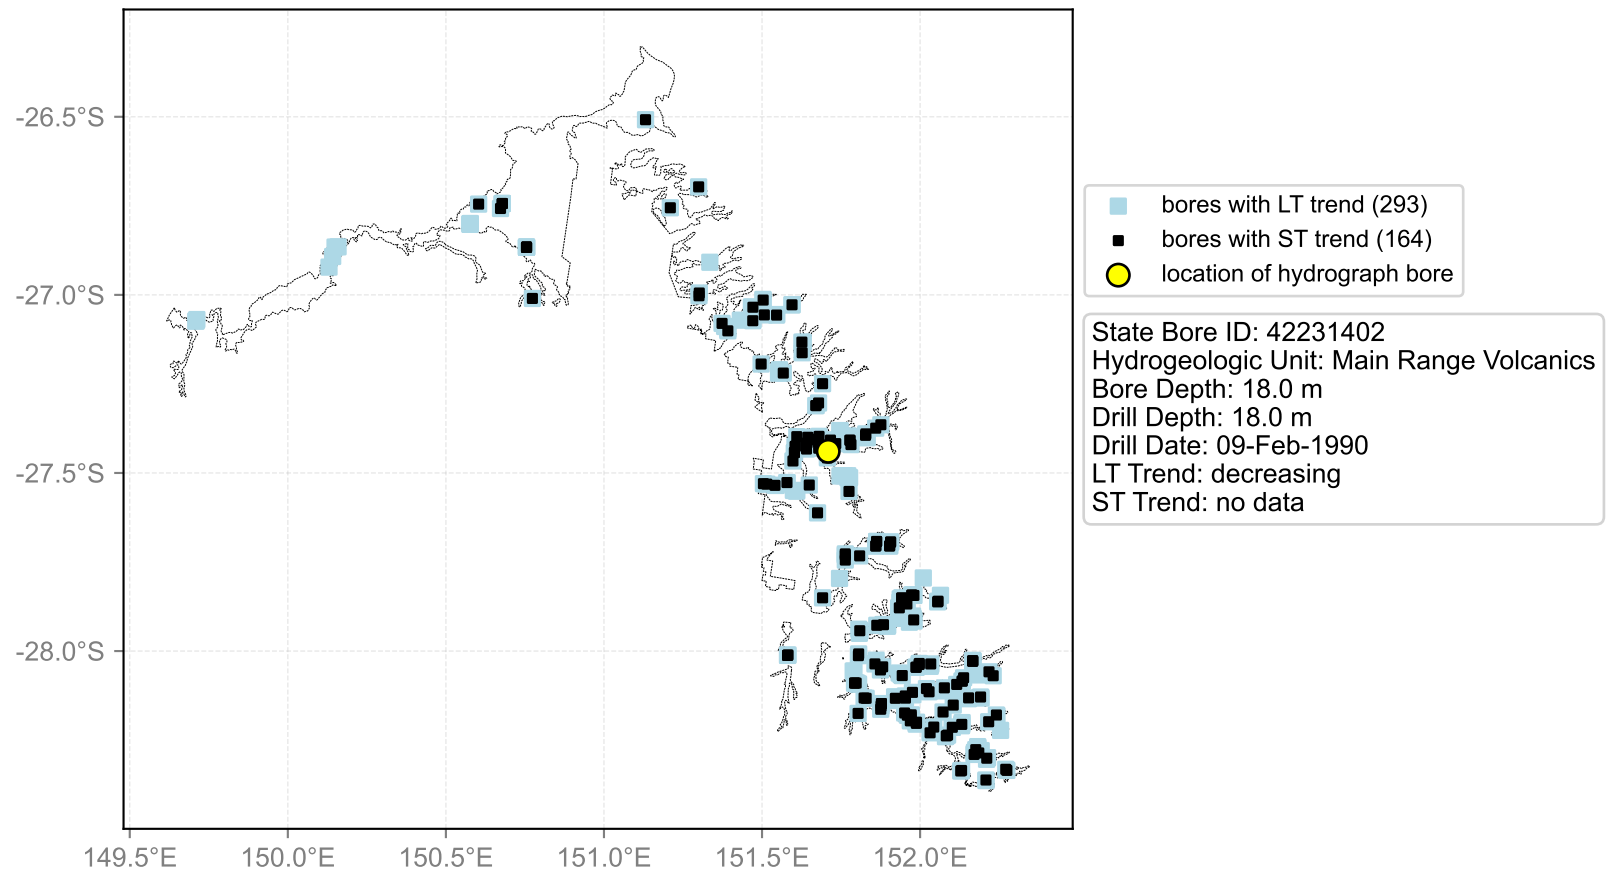 -26.5°S
-27.0°S
-27.5°S
-28.0°S
149.5°E
150.0°E
150.5°E
151.0°E
151.5°E
152.0°E
bores with LT trend (293)
bores with ST trend (164)
location of hydrograph bore
State Bore ID: 42231402
Hydrogeologic Unit: Main Range Volcanics
Bore Depth: 18.0 m
Drill Depth: 18.0 m
Drill Date: 09-Feb-1990
LT Trend: decreasing
ST Trend: no data